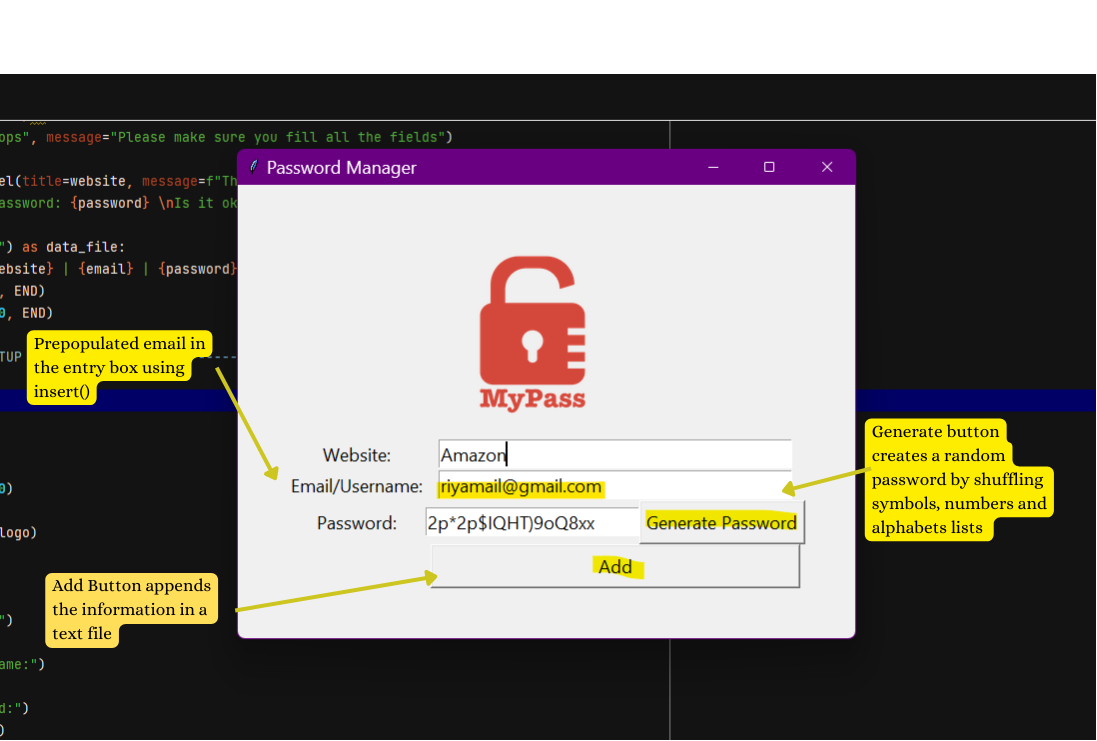 ops", message="Please make sure you fill all the fields")
el(title=website, message=f"Th
assword: {password} \nIs it ok
") as data_file:
ebsite} | {email} | {password}
, END)
0, END)
TUP ----
0)
logo)
")
ame:")
d:")
)
Password Manager
MyPass
Website: Amazon
Email/Username: riyamail@gmail.com
Password: 2p*2p$IQHT)9oQ8xx Generate Password
Add
Prepopulated email in
the entry box using
insert()
Generate button
creates a random
password by shuffling
symbols, numbers and
alphabets lists
Add Button appends
the information in a
text file